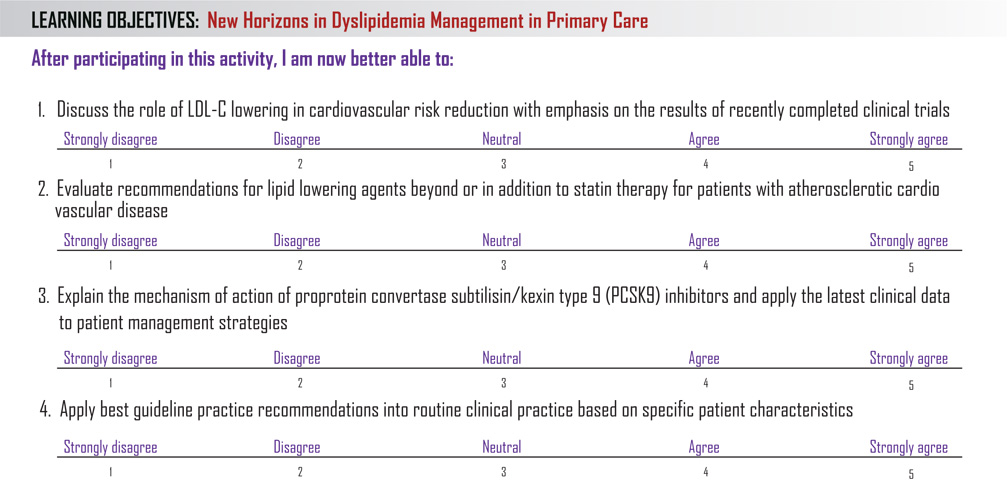 LEARNING OBJECTIVES: New Horizons in Dyslipidemia Management in Primary Care
After participating in this activity, I am now better able to:
1. Discuss the role of LDL-C lowering in cardiovascular risk reduction with emphasis on the results of recently completed clinical trials
Strongly disagree Disagree Neutral Agree Strongly agree
1 2 3 4 5
2. Evaluate recommendations for lipid lowering agents beyond or in addition to statin therapy for patients with atherosclerotic cardio
vascular disease
Strongly disagree Disagree Neutral Agree Strongly agree
1 2 3 4 5
3. Explain the mechanism of action of proprotein convertase subtilisin/kexin type 9 (PCSK9) inhibitors and apply the latest clinical data
to patient management strategies
Strongly disagree Disagree Neutral Agree Strongly agree
1 2 3 4 5
4. Apply best guideline practice recommendations into routine clinical practice based on specific patient characteristics
Strongly disagree Disagree Neutral Agree Strongly agree
1 2 3 4 5